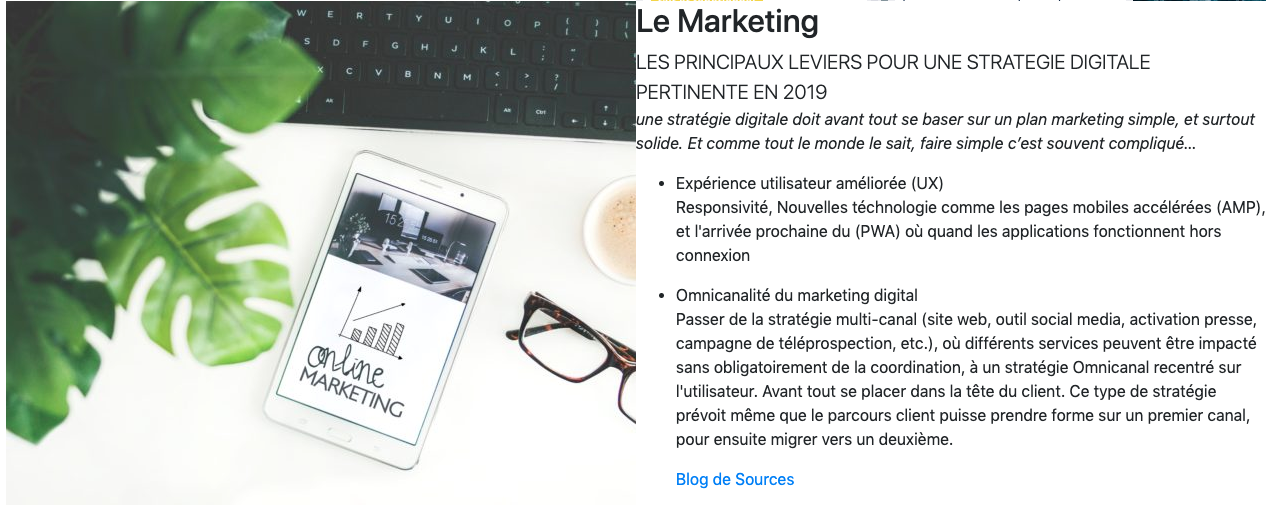 Le Marketing
LES PRINCIPAUX LEVIERS POUR UNE STRATEGIE DIGITALE
PERTINENTE EN 2019
une stratégie digitale doit avant tout se baser sur un plan marketing simple, et surtout
solide. Et comme tout le monde le sait, faire simple c’est souvent compliqué...
• Expérience utilisateur améliorée (UX)
Responsivité, Nouvelles téchnologie comme les pages mobiles accélérées (AMP),
et l'arrivée prochaine du (PWA) où quand les applications fonctionnent hors
connexion
• Omnicanalité du marketing digital
Passer de la stratégie multi-canal (site web, outil social media, activation presse,
campagne de téléprospection, etc.), où différents services peuvent être impacté
sans obligatoirement de la coordination, à un stratégie Omnicanal recentré sur
l'utilisateur. Avant tout se placer dans la tête du client. Ce type de stratégie
prévoit même que le parcours client puisse prendre forme sur un premier canal,
pour ensuite migrer vers un deuxième.
Blog de Sources
W E R T Y U I O P
S D F G H J K L
C V B N M
online
MARKETING